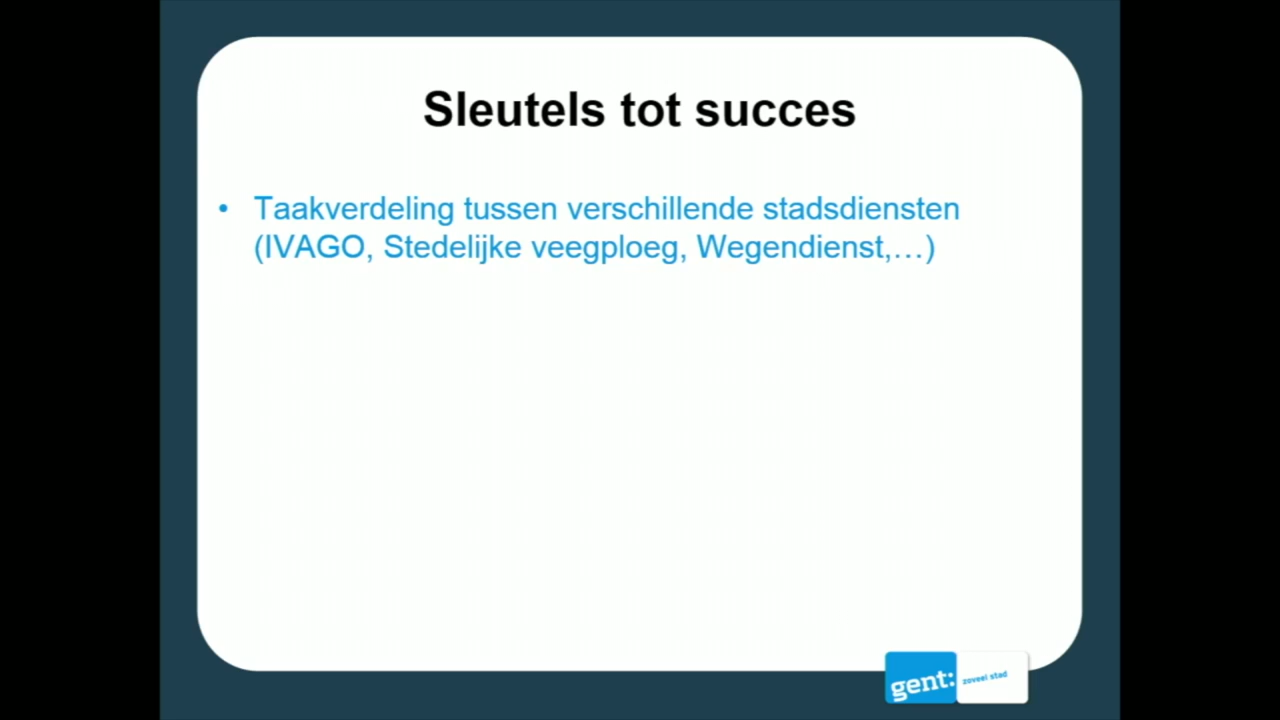 Sleutels tot succes
• Taakverdeling tussen verschillende stadsdiensten
(IVAGO, Stedelijke veegploeg, Wegendienst,…)
gent: zoveel stad